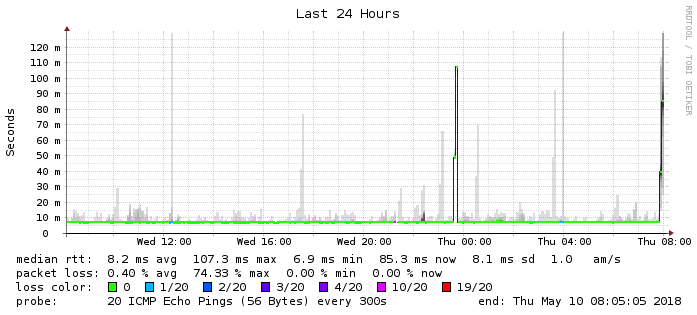 Last 24 Hours
RRDTOOL / TOBI OETIKER
Seconds
120 m
110 m
100 m
90 m
80 m
70 m
60 m
50 m
40 m
30 m
20 m
10 m
0
Wed 12:00 Wed 16:00 Wed 20:00 Thu 00:00 Thu 04:00 Thu 08:00
median rtt: 8.2 ms avg 107.3 ms max 6.9 ms min 85.3 ms now 8.1 ms sd 1.0 am/s
packet loss: 0.40 % avg 74.33 % max 0.00 % min 0.00 % now
loss color: 0 1/20 2/20 3/20 4/20 10/20 19/20
probe: 20 ICMP Echo Pings (56 Bytes) every 300s end: Thu May 10 08:05:05 2018